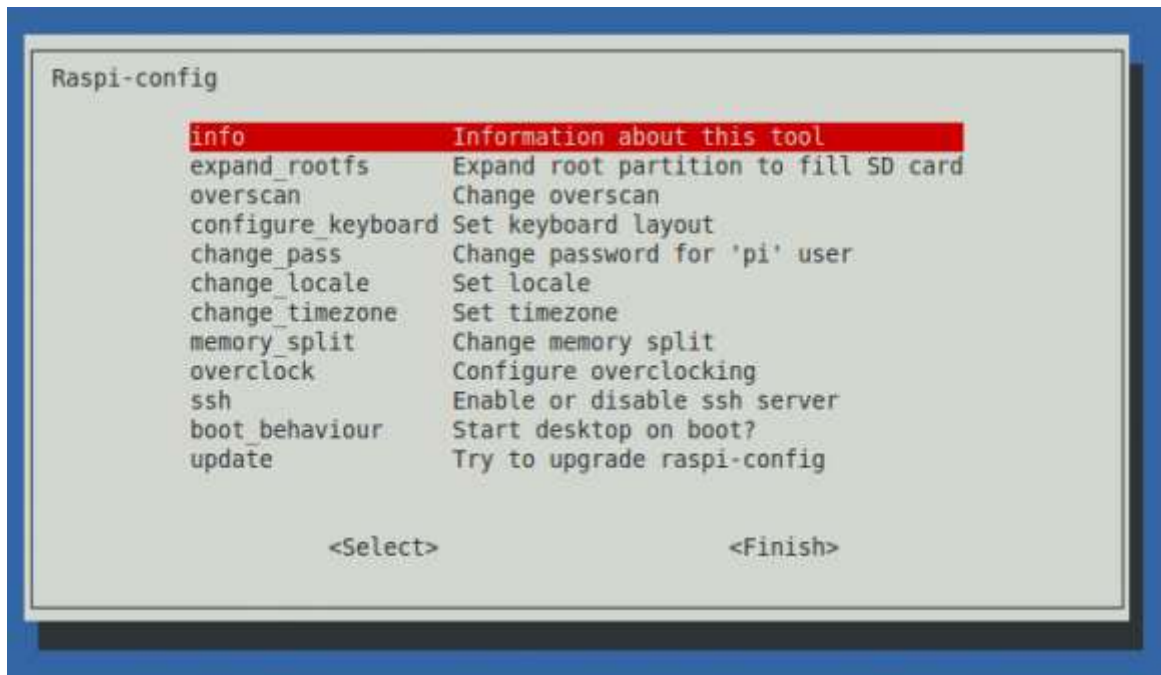 Raspi-config
info Information about this tool
expand_rootfs Expand root partition to fill SD card
overscan Change overscan
configure_keyboard Set keyboard layout
change_pass Change password for 'pi' user
change_locale Set locale
change_timezone Set timezone
memory_split Change memory split
overclock Configure overclocking
ssh Enable or disable ssh server
boot_behaviour Start desktop on boot?
update Try to upgrade raspi-config
<Select> <Finish>